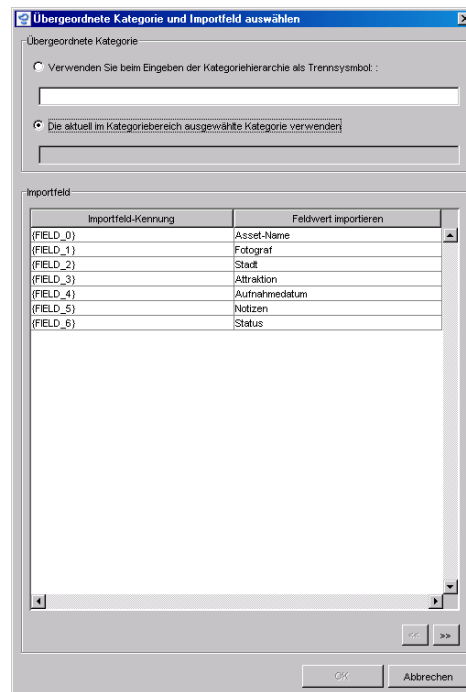 Übergeordnete Kategorie und Importfeld auswählen
Übergeordnete Kategorie
Verwenden Sie beim Eingeben der Kategoriehierarchie als Trennsysmbol: :
Die aktuell im Kategoriebereich ausgewählte Kategorie verwenden
Importfeld
Importfeld-Kennung Feldwert importieren
{FIELD_0} Asset-Name
{FIELD_1} Fotograf
{FIELD_2} Stadt
{FIELD_3} Attraktion
{FIELD_4} Aufnahmedatum
{FIELD_5} Notizen
{FIELD_6} Status
<< >>
OK Abbrechen